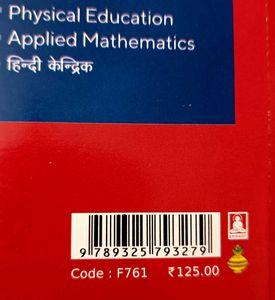 Physical Education
Applied Mathematics
हिन्दी केन्द्रिक
9 789325 793279
Code : F761 ₹125.00